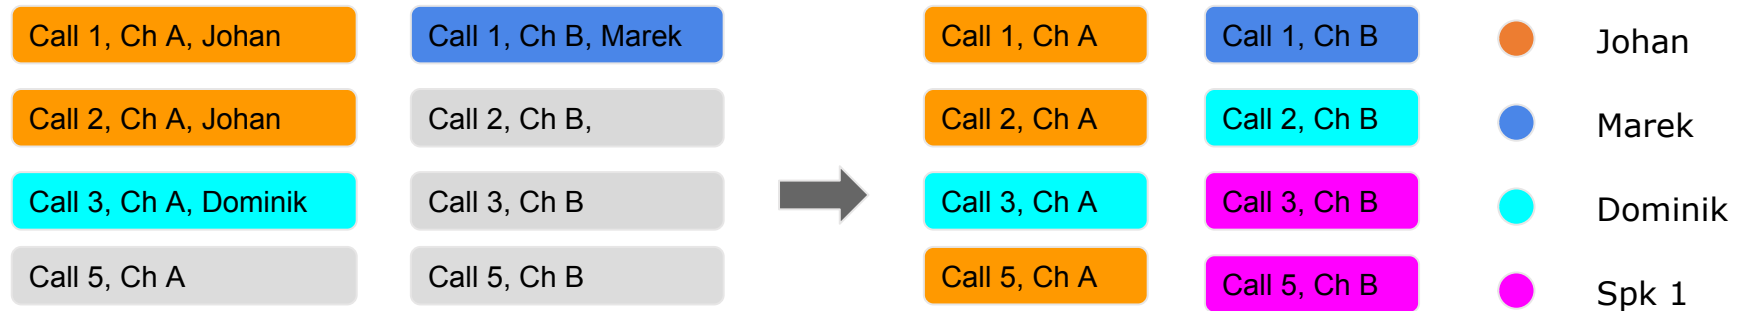 Call 1, Ch A, Johan
Call 1, Ch B, Marek
Call 1, Ch A
Call 1, Ch B
Johan
Call 2, Ch A, Johan
Call 2, Ch B,
Call 2, Ch A
Call 2, Ch B
Marek
Call 3, Ch A, Dominik
Call 3, Ch B
Call 3, Ch A
Call 3, Ch B
Dominik
Call 5, Ch A
Call 5, Ch B
Call 5, Ch A
Call 5, Ch B
Spk 1